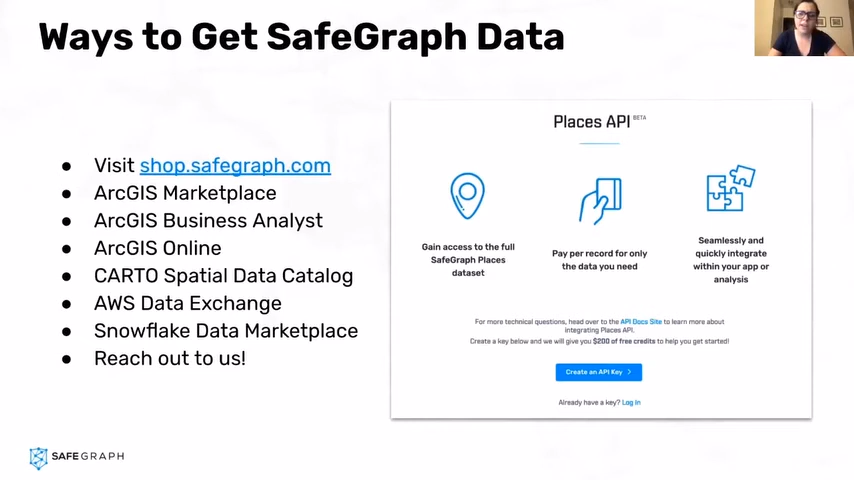 Ways to Get SafeGraph Data
● Visit shop.safegraph.com
● ArcGIS Marketplace
● ArcGIS Business Analyst
● ArcGIS Online
● CARTO Spatial Data Catalog
● AWS Data Exchange
● Snowflake Data Marketplace
● Reach out to us!
Places API BETA
Gain access to the full
SafeGraph Places
dataset
Pay per record for only
the data you need
Seamlessly and
quickly integrate
within your app or
analysis
For more technical questions, head over to the API Docs Site to learn more about
integrating Places API.
Create a key below and we will give you $200 of free credits to help you get started!
Create an API Key >
Already have a key? Log In
SAFEGRAPH